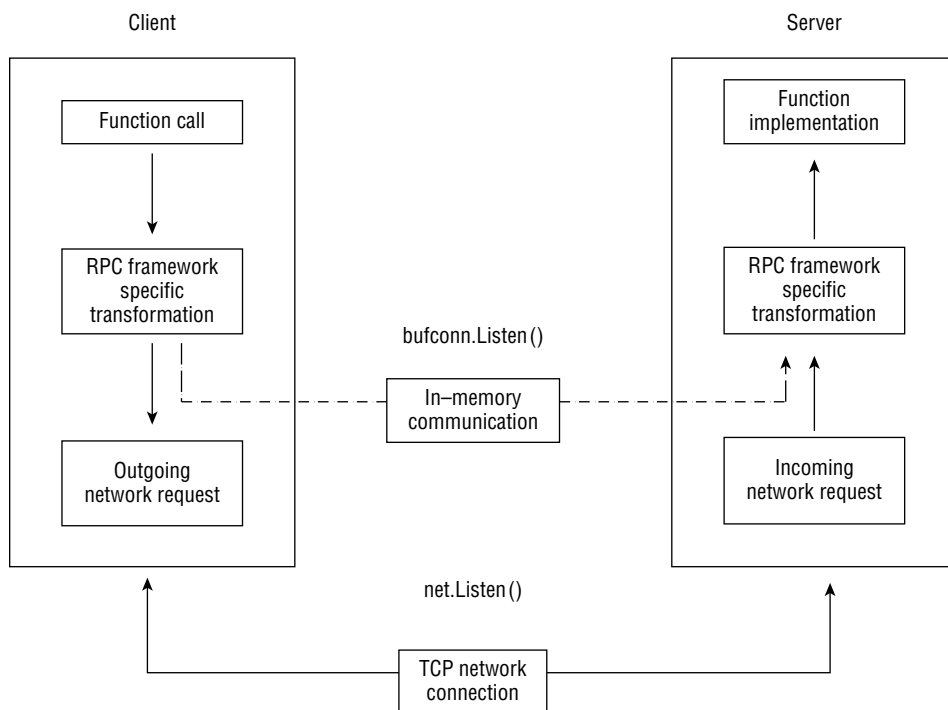 Client
Server
Function call
Function
implementation
RPC framework
specific
transformation
RPC framework
specific
transformation
bufconn.Listen()
In–memory
communication
Outgoing
network request
Incoming
network request
net.Listen()
TCP network
connection